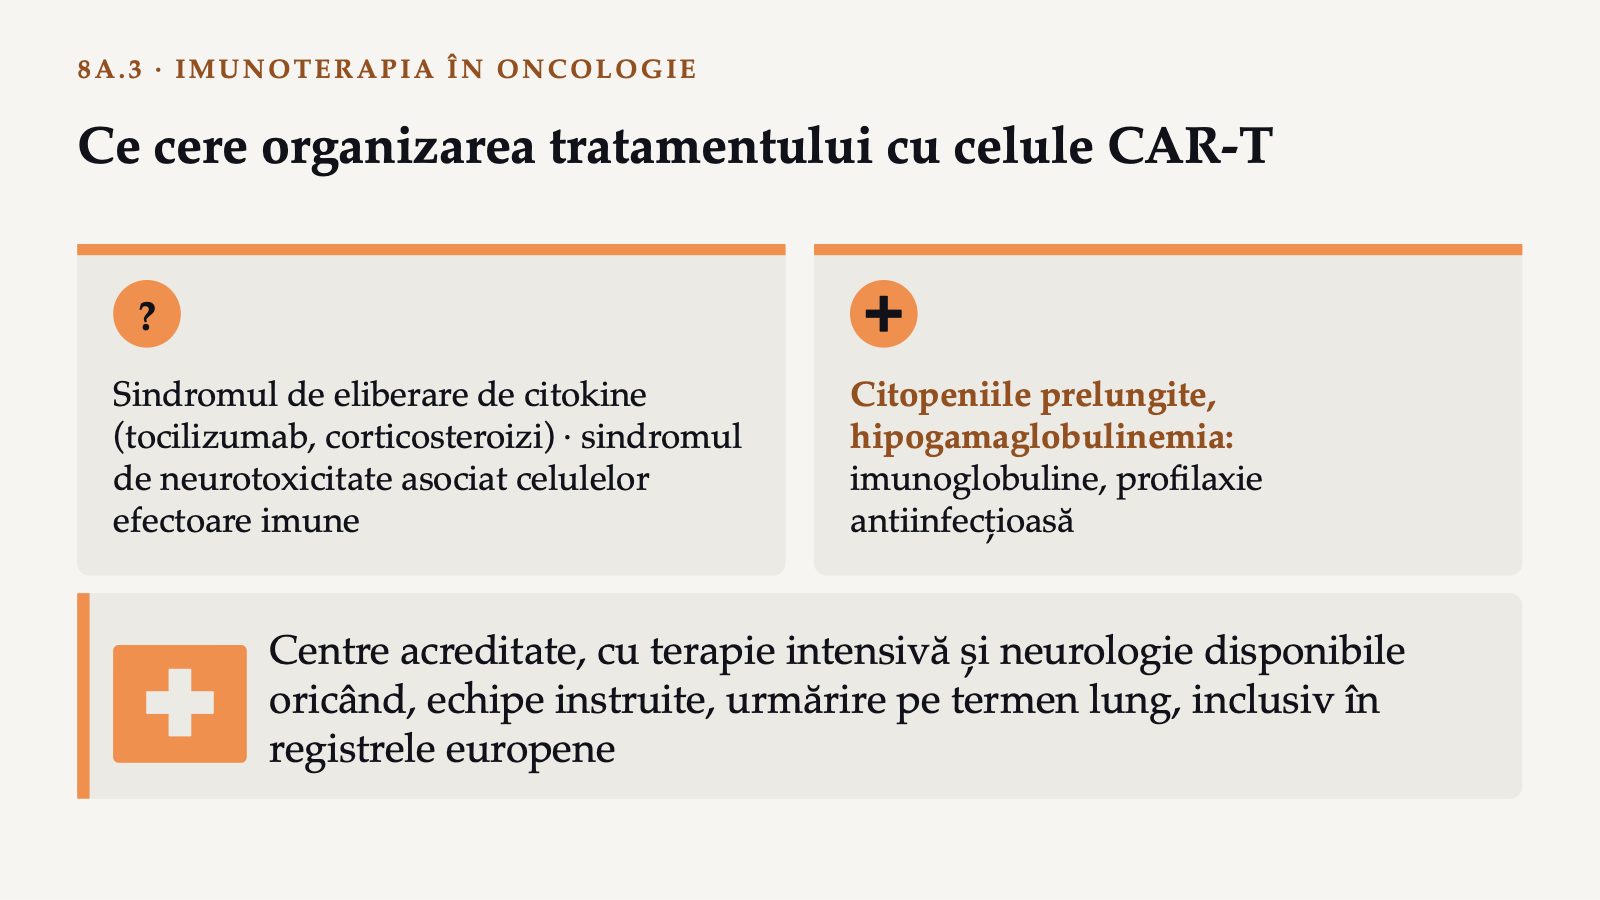 8A.3 · IMUNOTERAPIA ÎN ONCOLOGIE
Ce cere organizarea tratamentului cu celule CAR-T
?
Sindromul de eliberare de citokine
(tocilizumab, corticosteroizi) · sindromul
de neurotoxicitate asociat celulelor
efectoare imune
Citopeniile prelungite,
hipogamaglobulinemia:
imunoglobuline, profilaxie
antiinfecțioasă
Centre acreditate, cu terapie intensivă și neurologie disponibile
oricând, echipe instruite, urmărire pe termen lung, inclusiv în
registrele europene